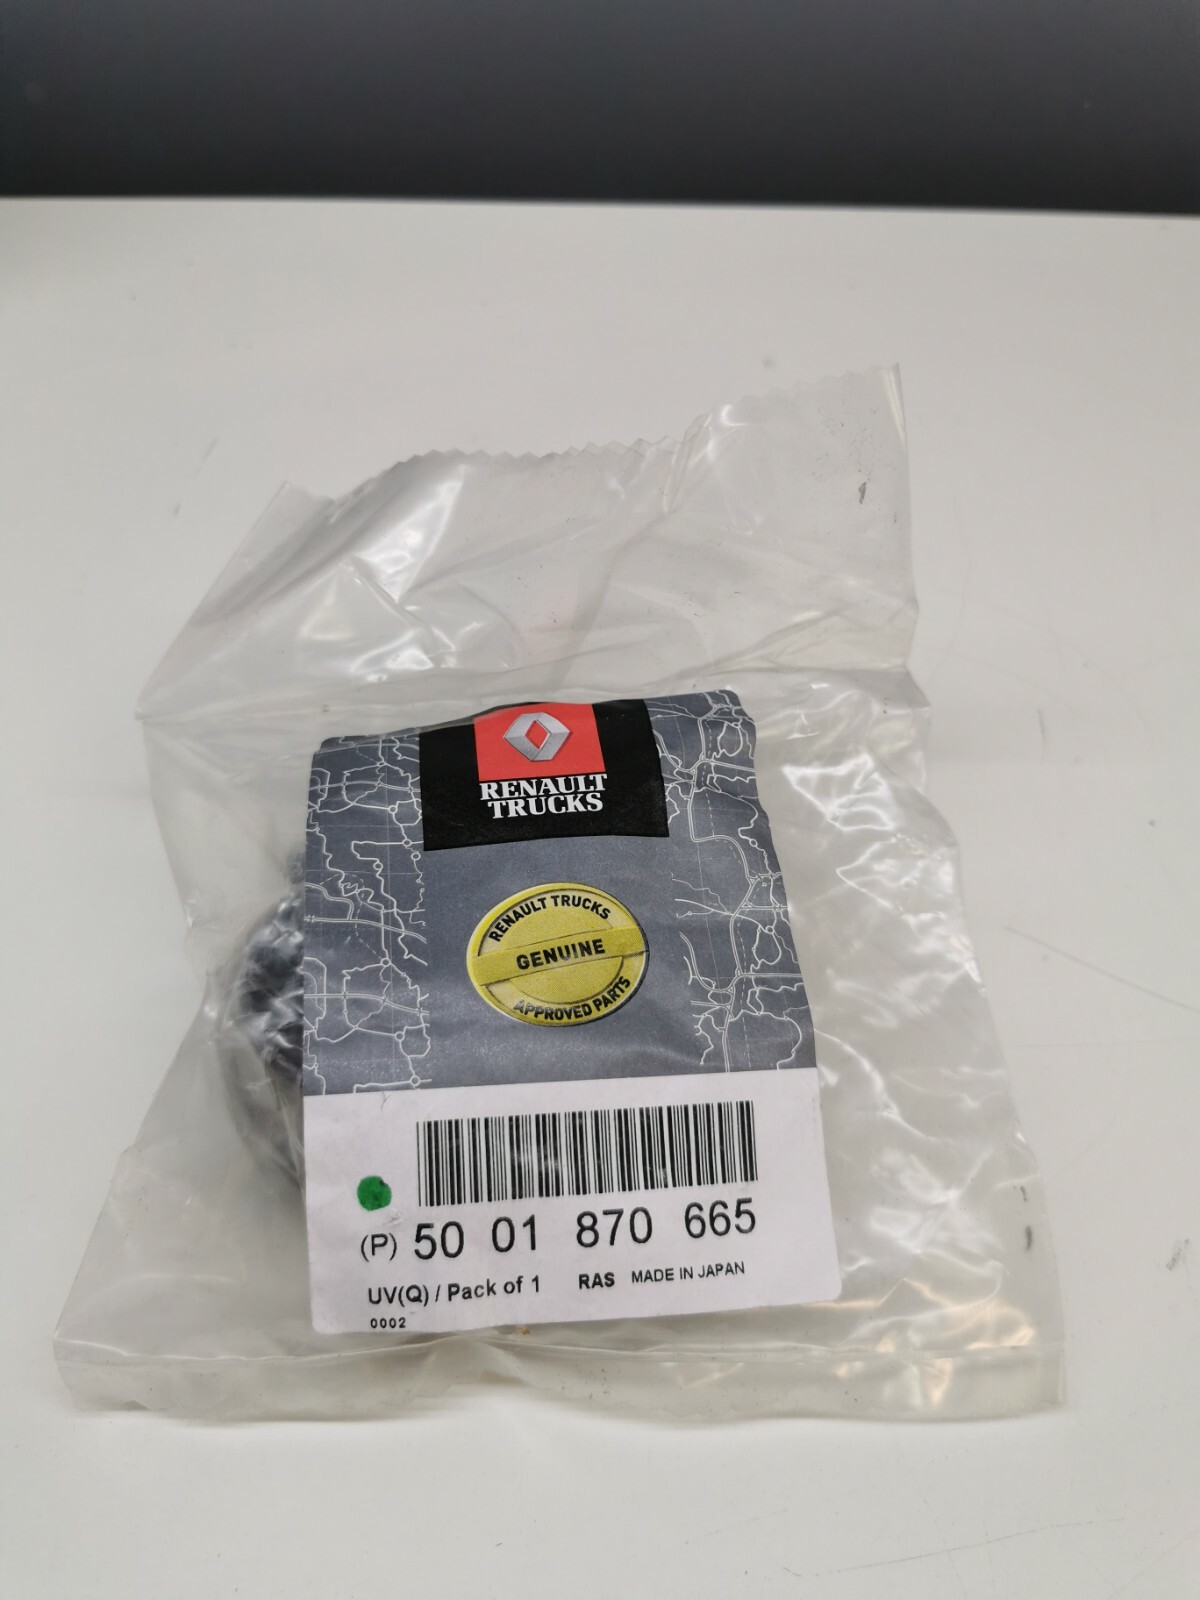 RENAULT
TRUCKS
RENAULT TRUCKS
GENUINE
APPROVED PARTS
(P) 50 01 870 665
UV(Q) / Pack of 1 RAS MADE IN JAPAN
0002